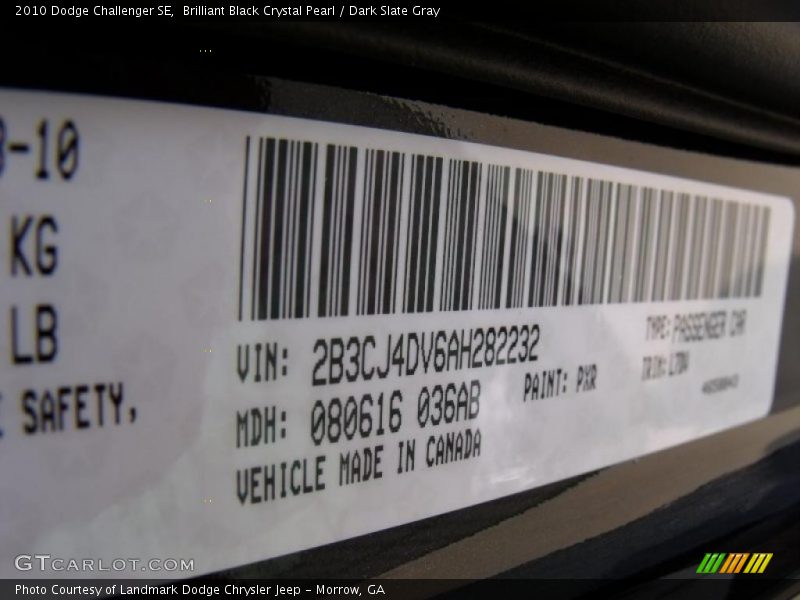 2010 Dodge Challenger SE,  Brilliant Black Crystal Pearl / Dark Slate Gray
-10
KG
LB
SAFETY,
VIN: 2B3CJ4DV6AH282232
TYPE: PASSENGER CAR
MDH: 080616 036AB
PAINT: PXR
TRIM:
VEHICLE MADE IN CANADA
GTCARLOT.COM
Photo Courtesy of Landmark Dodge Chrysler Jeep - Morrow, GA